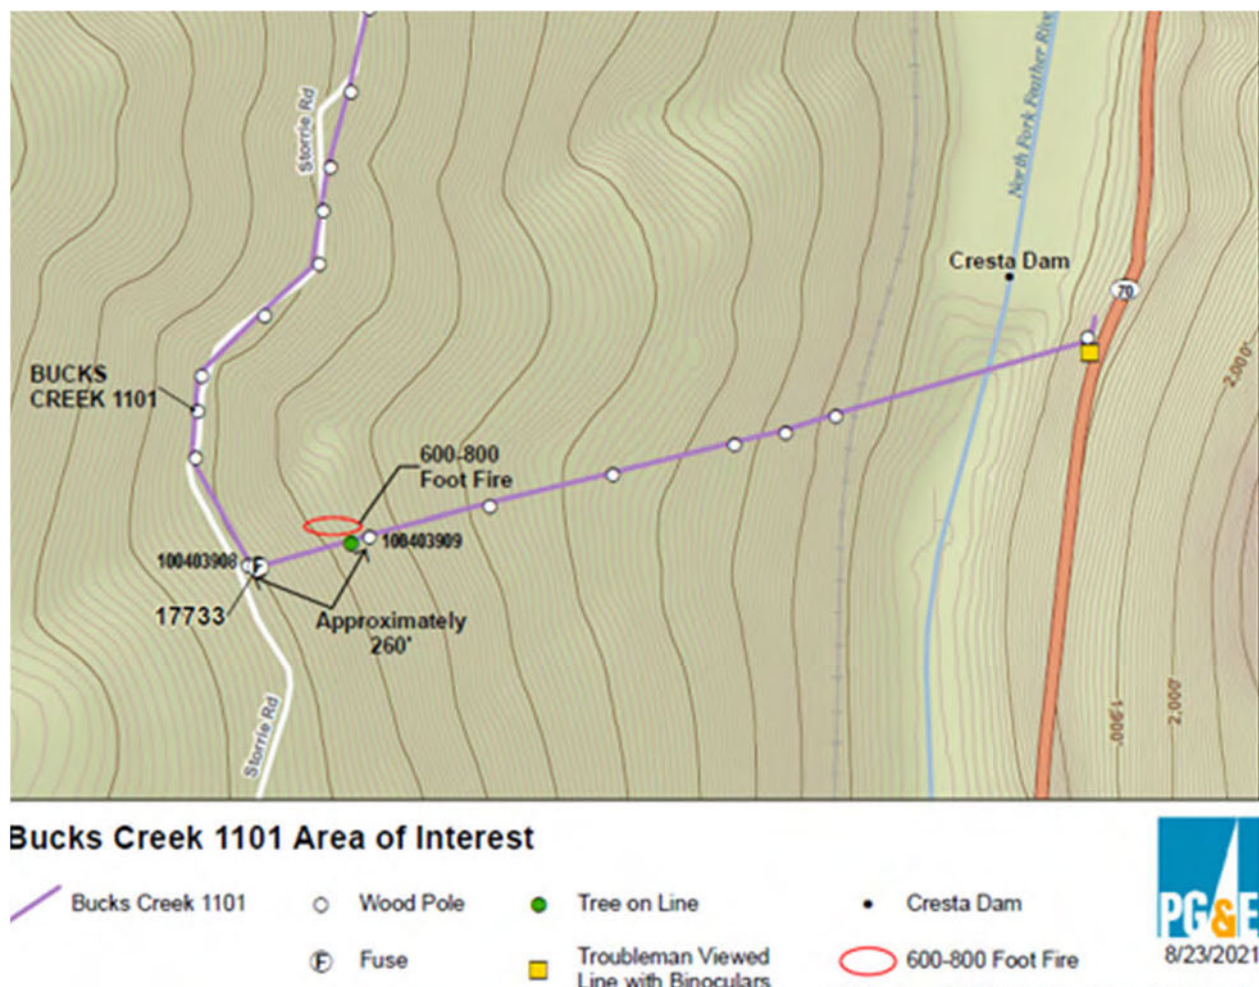 Storrie Rd
North Fork Feather Rive
Cresta Dam
70
BUCKS
CREEK 1101
2,000'
600-800
Foot Fire
100403909
100403908
F
17733
Approximately
260'
Storrie Rd
1,900'
2,000'
Bucks Creek 1101 Area of Interest
Bucks Creek 1101
Wood Pole
Tree on Line
Cresta Dam
F
Fuse
Troubleman Viewed
Line with Binoculars
600-800 Foot Fire
PG&E
8/23/2021